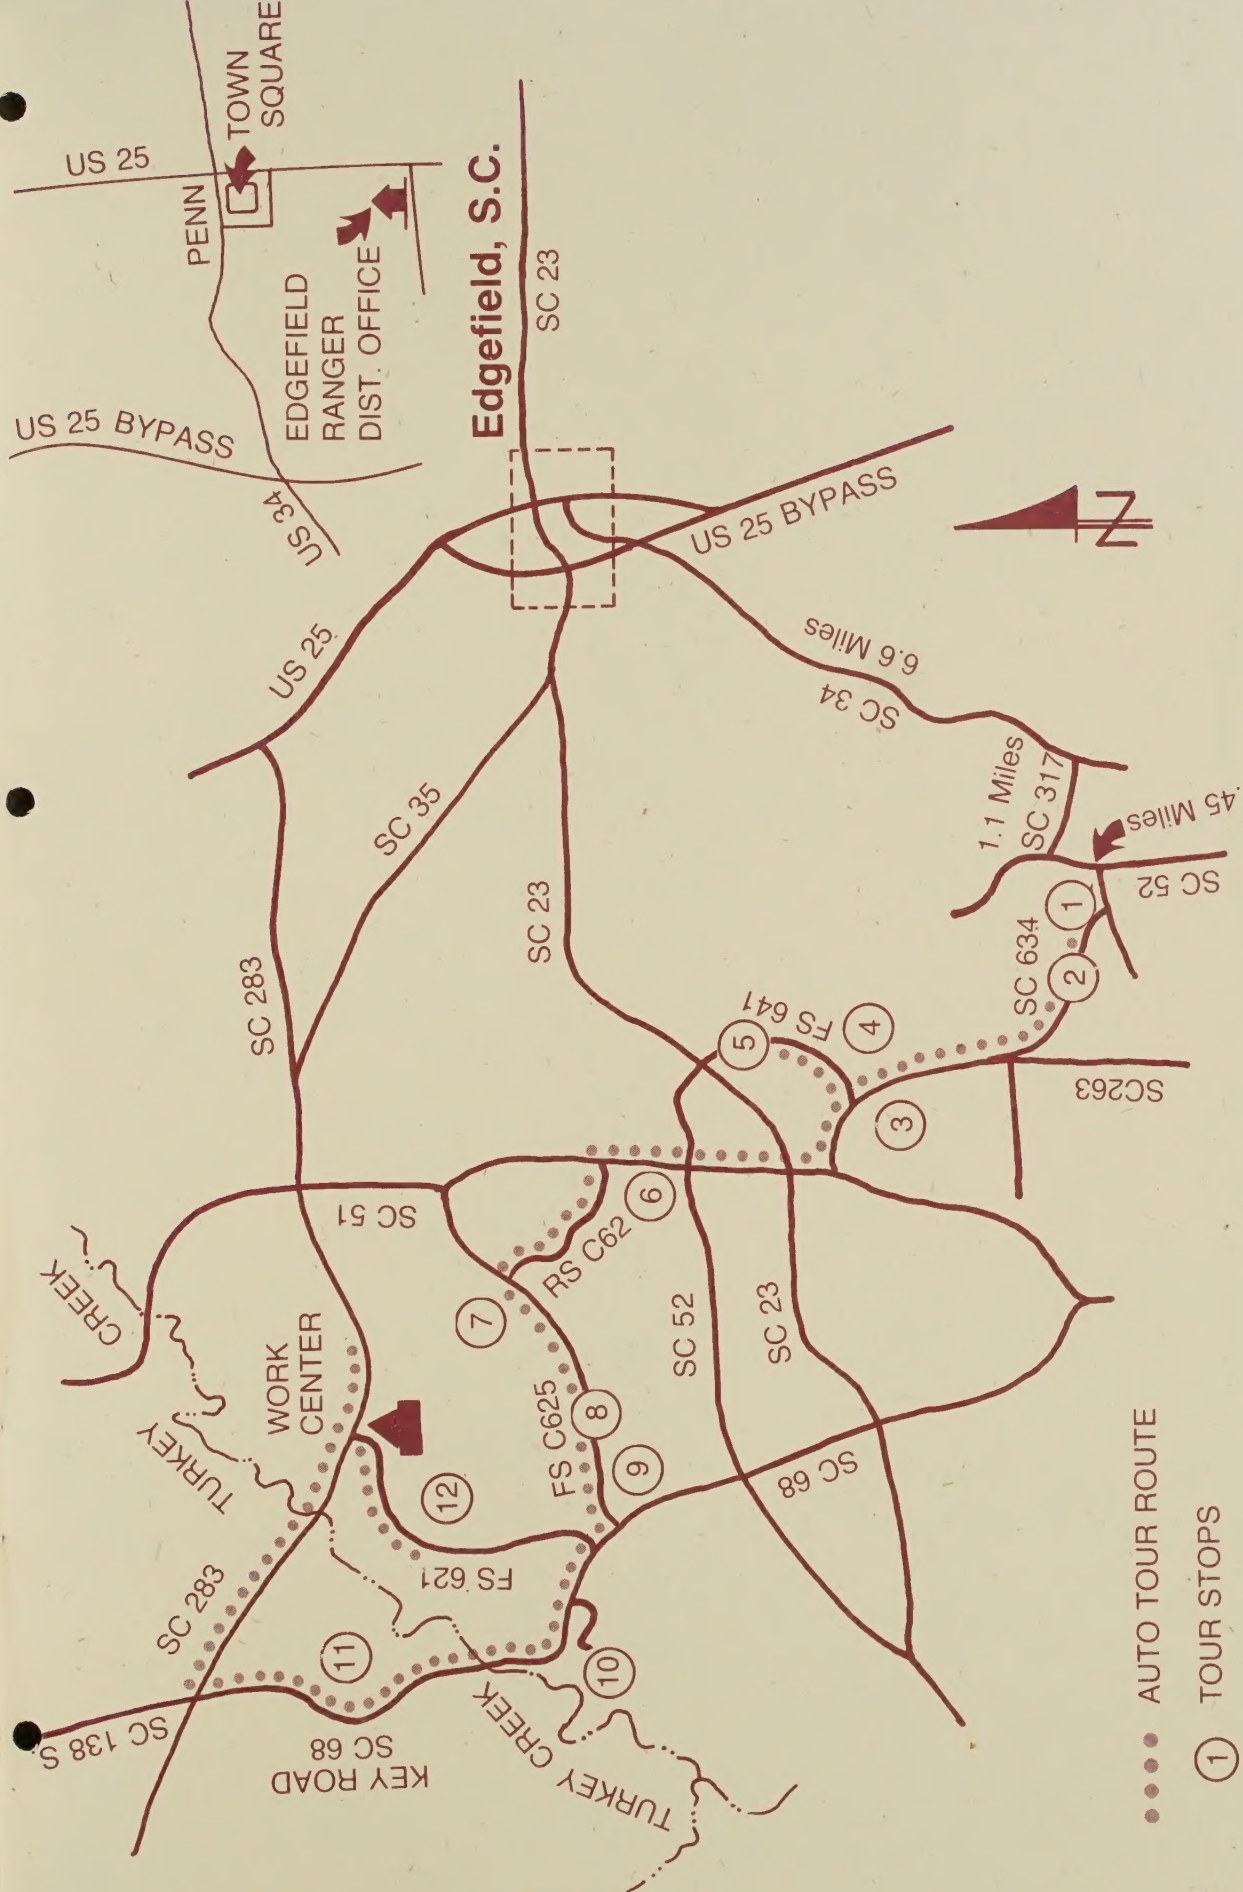 US 25
TOWN
SQUARE
PENN
EDGEFIELD
RANGER
DIST. OFFICE
US 25 BYPASS
US 34
Edgefield, S.C.
SC 23
US 25 BYPASS
US 25
6.6 Miles
SC 34
1.1 Miles
SC 317
.45 Miles
SC 52
SC 35
SC 23
SC 283
SC 634
1
2
SC263
FS 641
3
4
5
6
SC 51
RS C62
7
CREEK
TURKEY
WORK
CENTER
SC 52
SC 23
FS C625
8
9
12
SC 68
FS 621
SC 283
11
10
SC 138 S.
KEY ROAD
SC 68
TURKEY CREEK
N
AUTO TOUR ROUTE
1 TOUR STOPS